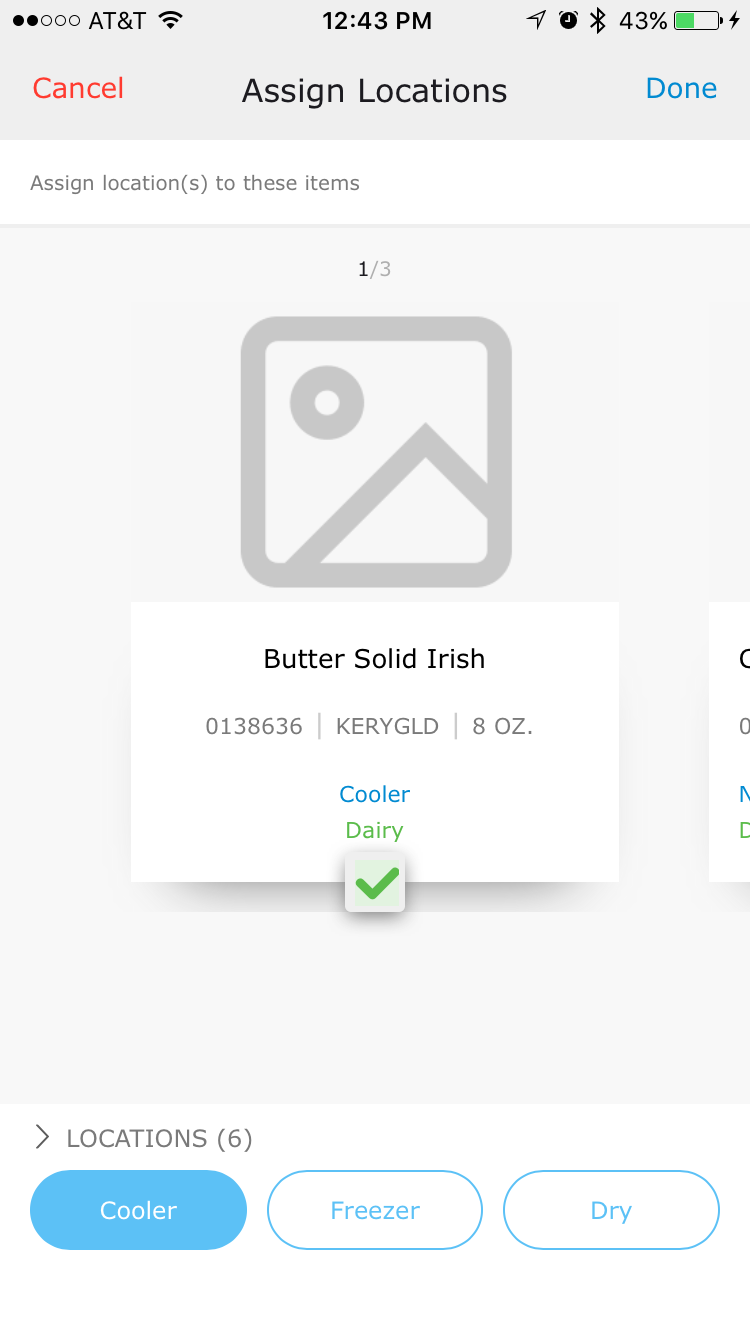 AT&T 12:43 PM 43%
Cancel Assign Locations Done
Assign location(s) to these items
1/3
Butter Solid Irish
0138636 | KERYGLD | 8 OZ.
Cooler
Dairy
LOCATIONS (6)
Cooler Freezer Dry